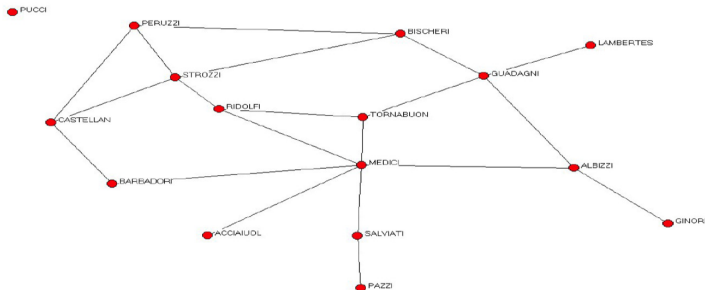 PUCCI
PERUZZI
BISCHERI
LAMBERTES
STROZZI
GUADAGNI
RIDOLFI
TORNABUON
CASTELLAN
MEDICI
ALBIZZI
BARBADORI
GINORI
ACCIAIUOL
SALVIATI
PAZZI